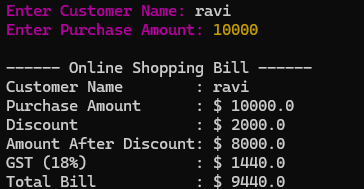 Enter Customer Name: ravi
Enter Purchase Amount: 10000
------ Online Shopping Bill ------
Customer Name        : ravi
Purchase Amount      : $ 10000.0
Discount             : $ 2000.0
Amount After Discount: $ 8000.0
GST (18%)            : $ 1440.0
Total Bill           : $ 9440.0